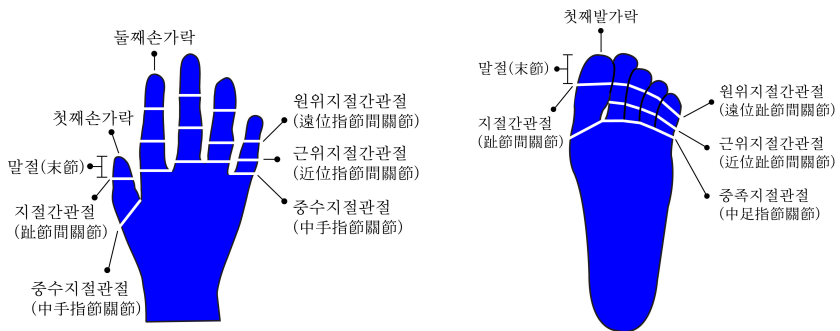 둘째손가락
첫째손가락
말절(末節)
지절간관절
(趾節間關節)
중수지절관절
(中手指節關節)
원위지절간관절
(遠位指節間關節)
근위지절간관절
(近位指節間關節)
중수지절관절
(中手指節關節)
첫째발가락
말절(末節)
지절간관절
(趾節間關節)
원위지절간관절
(遠位趾節間關節)
근위지절간관절
(近位趾節間關節)
중족지절관절
(中足指節關節)